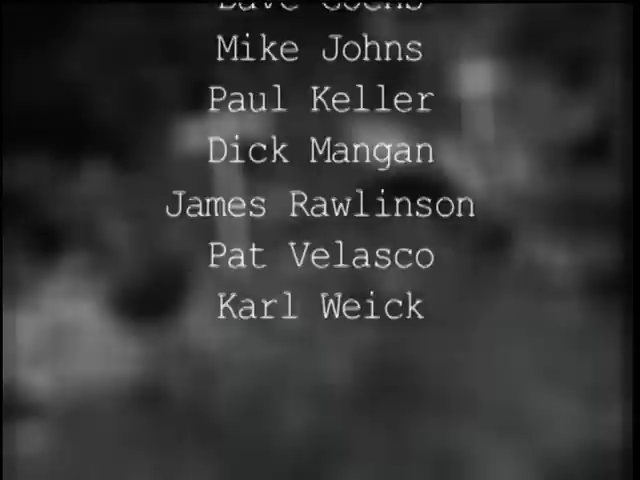 Mike Johns
Paul Keller
Dick Mangan
James Rawlinson
Pat Velasco
Karl Weick